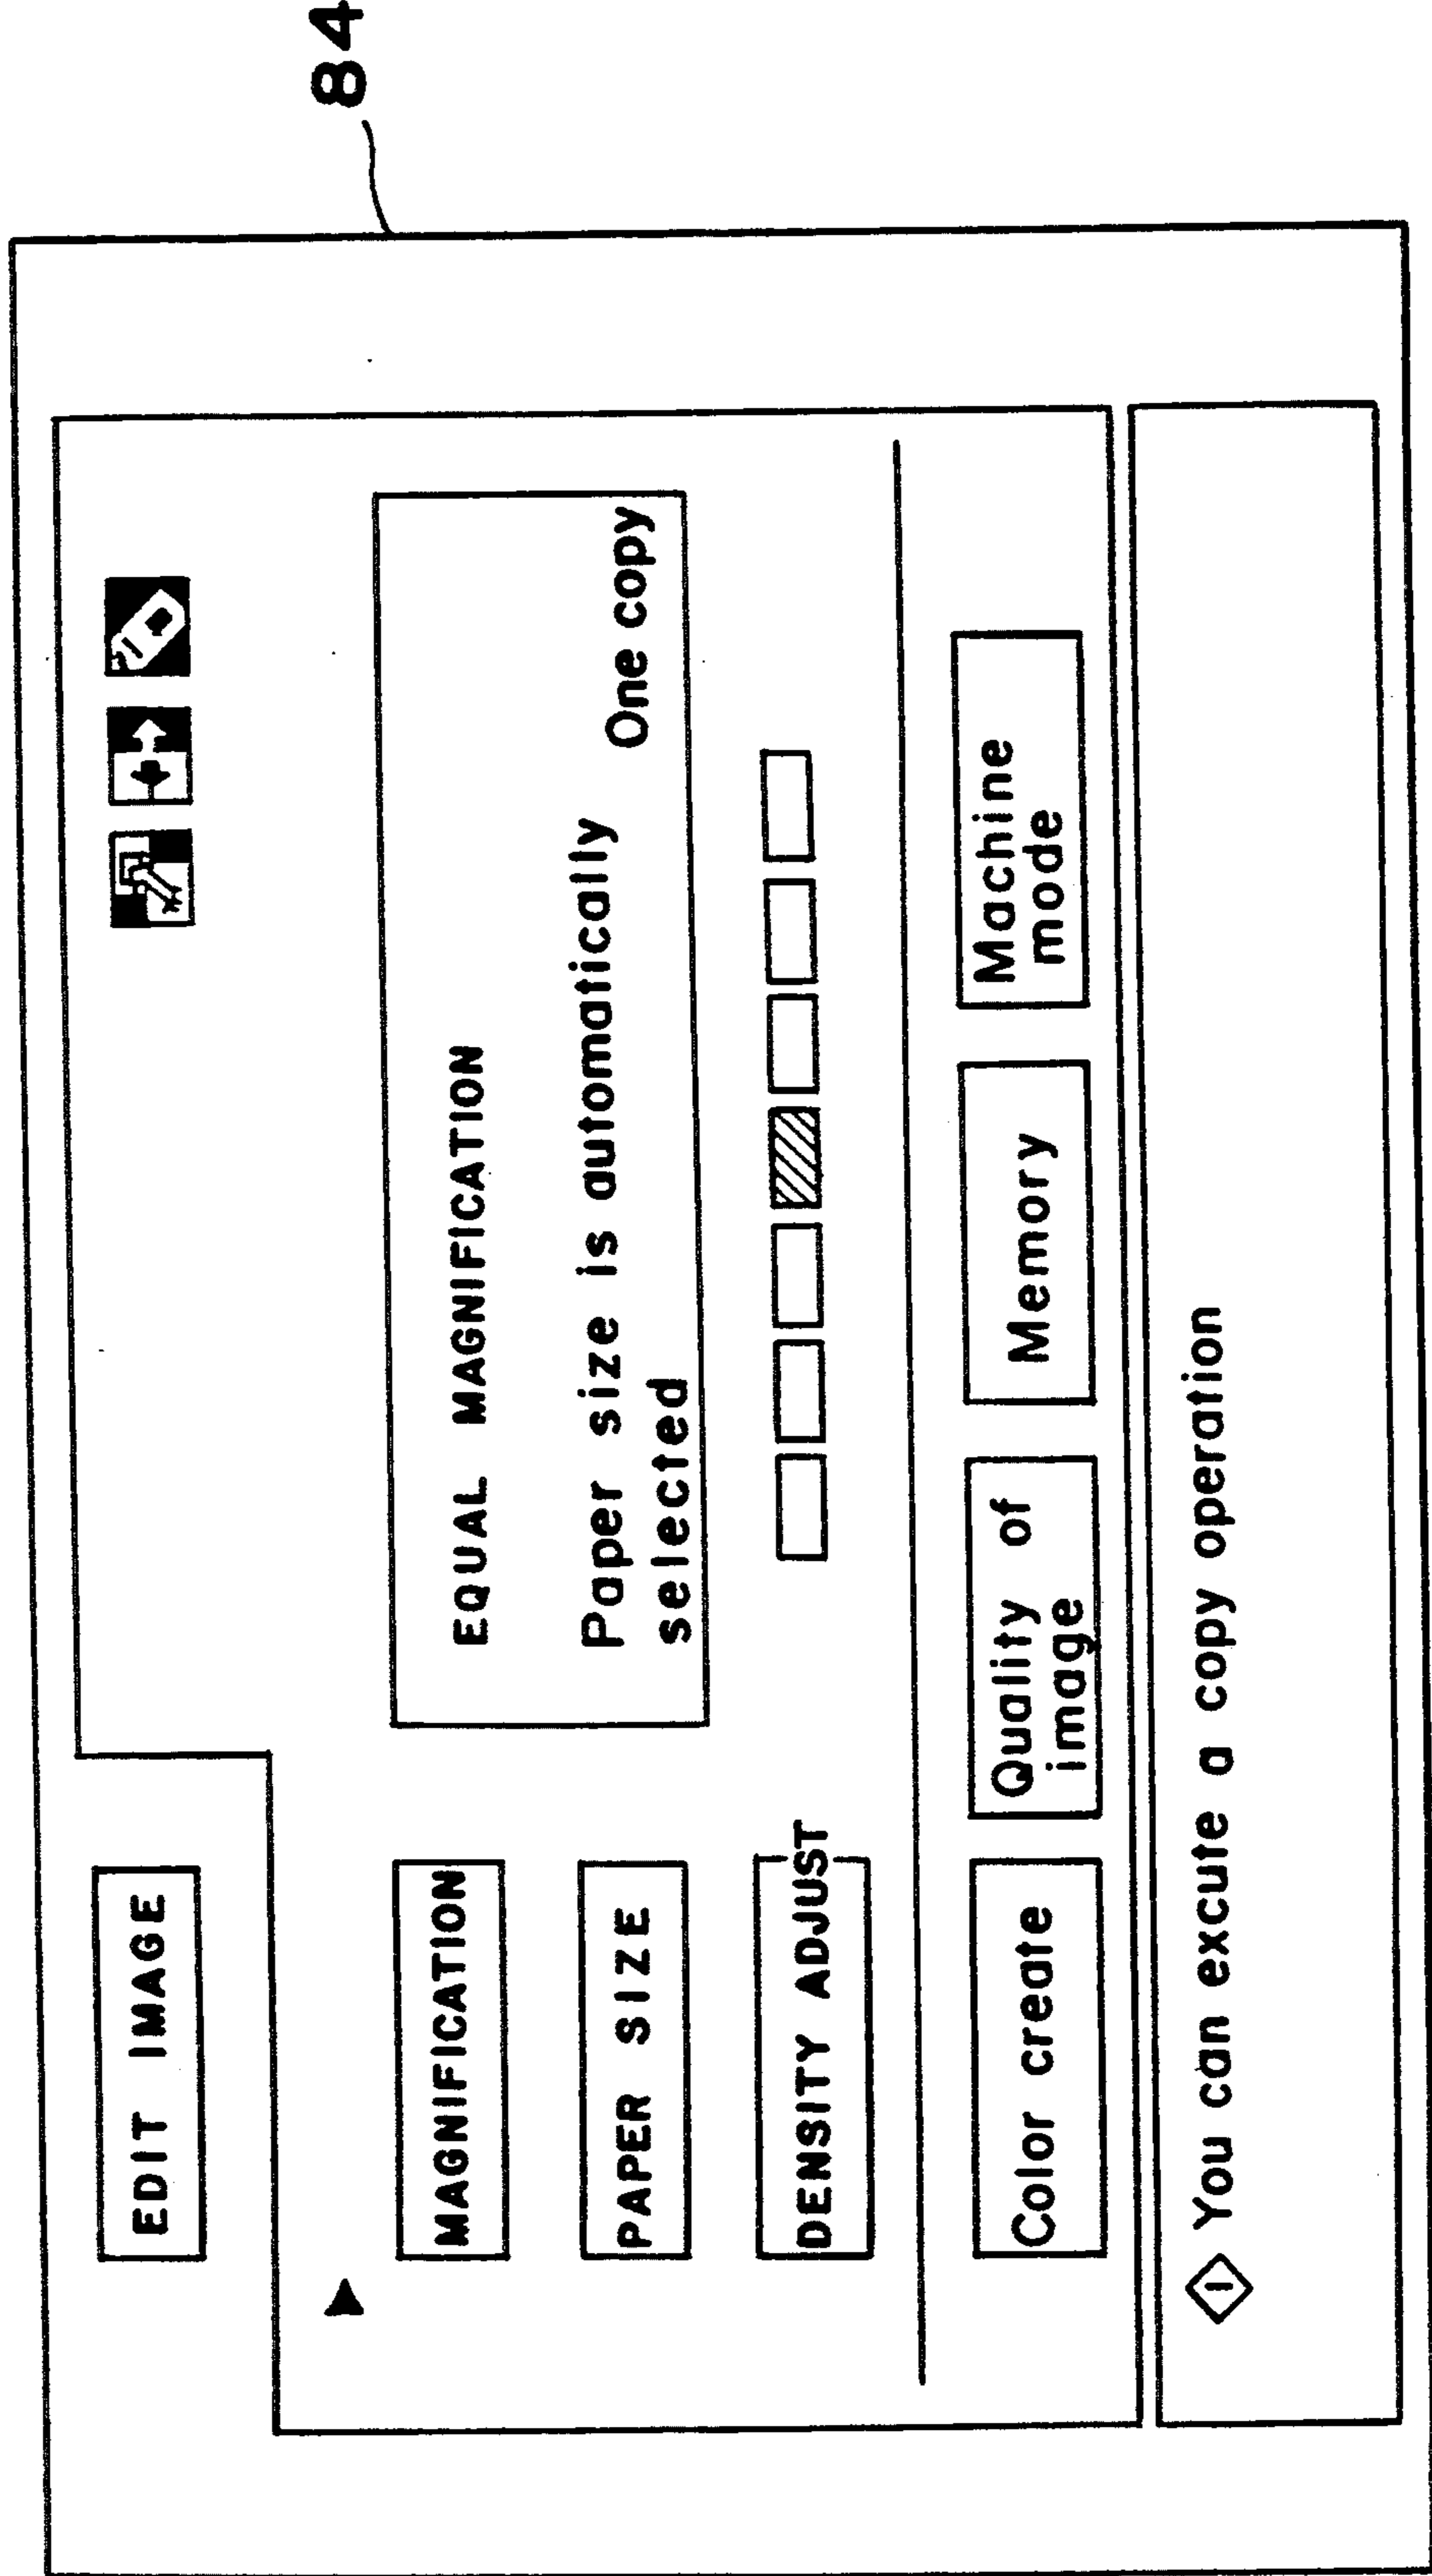 84
EDIT IMAGE
MAGNIFICATION
EQUAL MAGNIFICATION
PAPER SIZE
Paper size is automatically
selected
One copy
DENSITY ADJUST
Color create
Quality of
image
Memory
Machine
mode
You can excute a copy operation